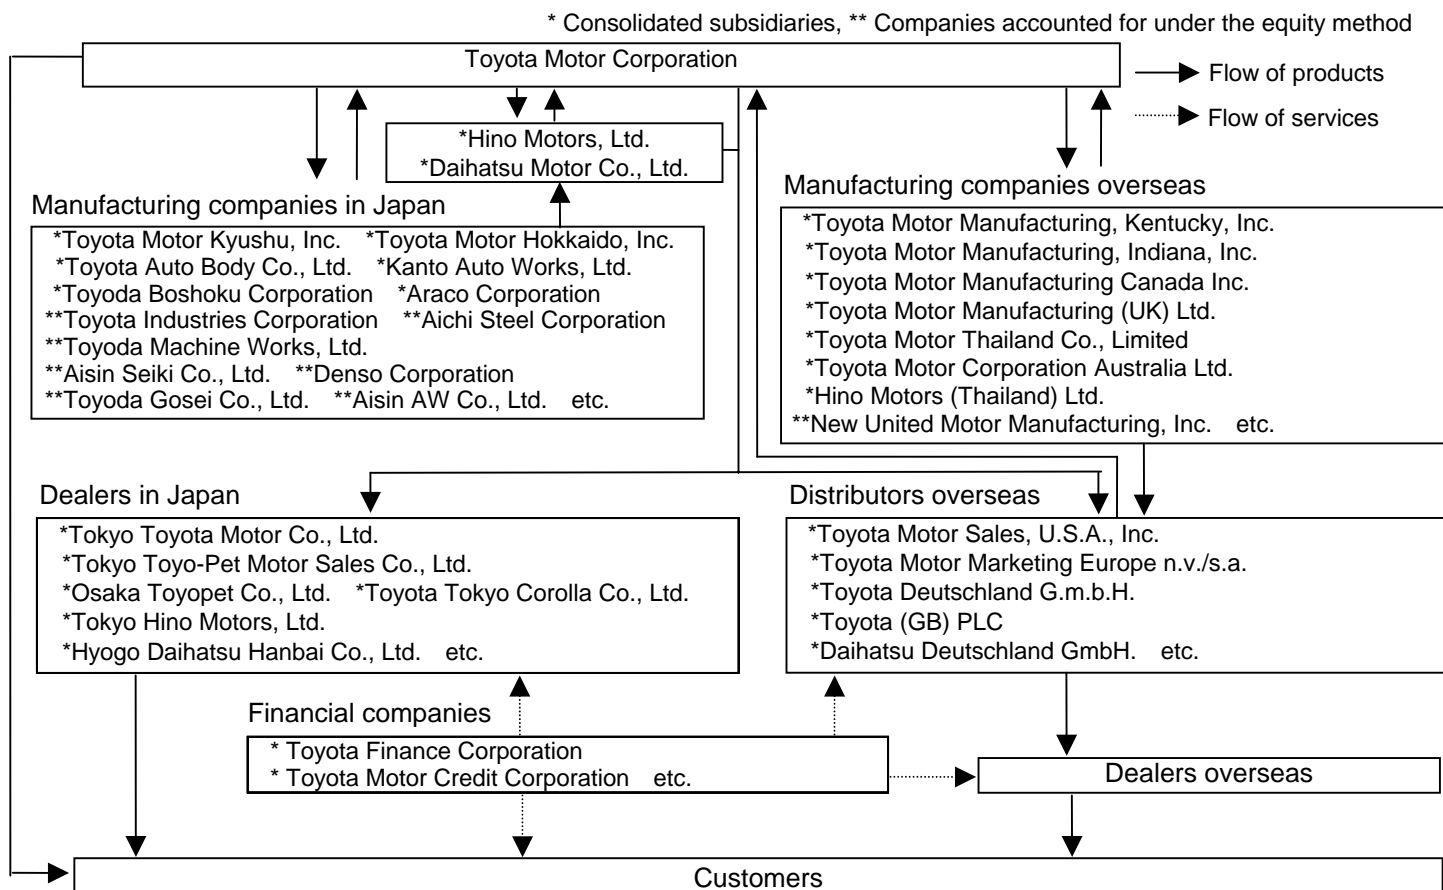 * Consolidated subsidiaries, ** Companies accounted for under the equity method
Toyota Motor Corporation
Flow of products
Flow of services
*Hino Motors, Ltd.
*Daihatsu Motor Co., Ltd.
Manufacturing companies in Japan
*Toyota Motor Kyushu, Inc. *Toyota Motor Hokkaido, Inc.
*Toyota Auto Body Co., Ltd. *Kanto Auto Works, Ltd.
*Toyoda Boshoku Corporation *Araco Corporation
**Toyota Industries Corporation **Aichi Steel Corporation
**Toyoda Machine Works, Ltd.
**Aisin Seiki Co., Ltd. **Denso Corporation
**Toyoda Gosei Co., Ltd. **Aisin AW Co., Ltd. etc.
Manufacturing companies overseas
*Toyota Motor Manufacturing, Kentucky, Inc.
*Toyota Motor Manufacturing, Indiana, Inc.
*Toyota Motor Manufacturing Canada Inc.
*Toyota Motor Manufacturing (UK) Ltd.
*Toyota Motor Thailand Co., Limited
*Toyota Motor Corporation Australia Ltd.
*Hino Motors (Thailand) Ltd.
**New United Motor Manufacturing, Inc. etc.
Dealers in Japan
*Tokyo Toyota Motor Co., Ltd.
*Tokyo Toyo-Pet Motor Sales Co., Ltd.
*Osaka Toyopet Co., Ltd. *Toyota Tokyo Corolla Co., Ltd.
*Tokyo Hino Motors, Ltd.
*Hyogo Daihatsu Hanbai Co., Ltd. etc.
Distributors overseas
*Toyota Motor Sales, U.S.A., Inc.
*Toyota Motor Marketing Europe n.v./s.a.
*Toyota Deutschland G.m.b.H.
*Toyota (GB) PLC
*Daihatsu Deutschland GmbH. etc.
Financial companies
* Toyota Finance Corporation
* Toyota Motor Credit Corporation etc.
Dealers overseas
Customers